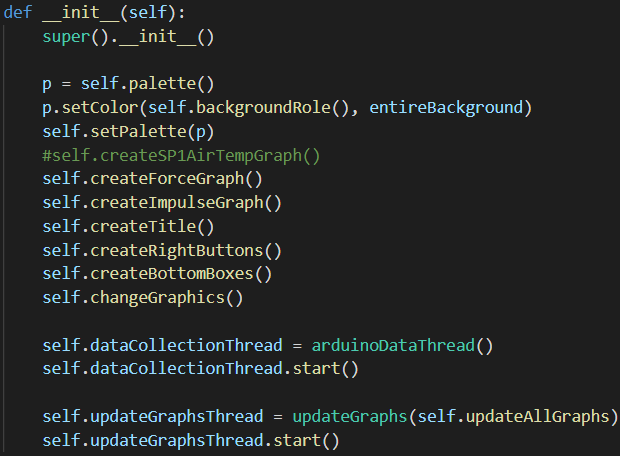 def __init__(self):
super().__init__()
p = self.palette()
p.setColor(self.backgroundRole(), entireBackground)
self.setPalette(p)
#self.createSP1AirTempGraph()
self.createForceGraph()
self.createImpulseGraph()
self.createTitle()
self.createRightButtons()
self.createBottomBoxes()
self.changeGraphics()
self.dataCollectionThread = arduinoDataThread()
self.dataCollectionThread.start()
self.updateGraphsThread = updateGraphs(self.updateAllGraphs)
self.updateGraphsThread.start()